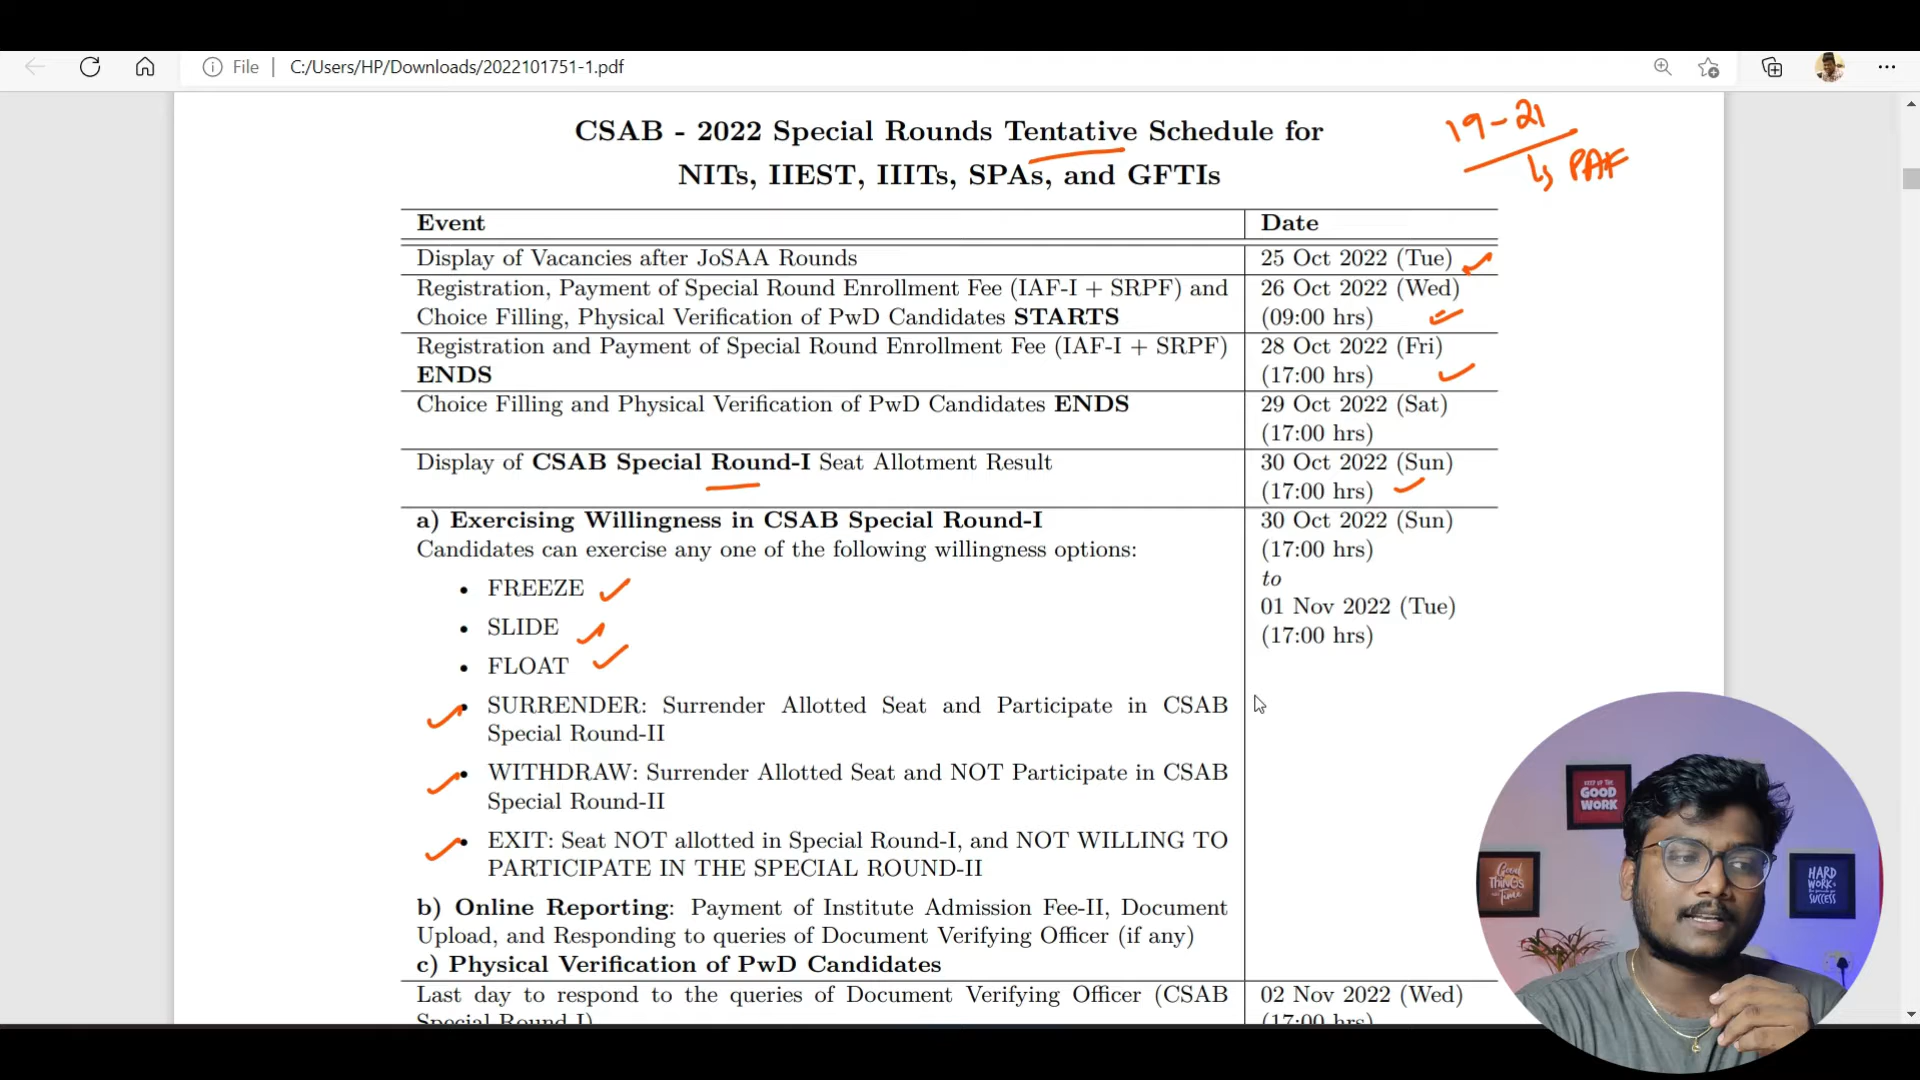 File
C:/Users/HP/Downloads/2022101751-1.pdf
CSAB - 2022 Special Rounds Tentative Schedule for
NITs, IIEST, IIITs, SPAs, and GFTIs
19-21
↳ PAF
Event Date
Display of Vacancies after JoSAA Rounds 25 Oct 2022 (Tue)
Registration, Payment of Special Round Enrollment Fee (IAF-I + SRPF) and 26 Oct 2022 (Wed)
Choice Filling, Physical Verification of PwD Candidates STARTS (09:00 hrs)
Registration and Payment of Special Round Enrollment Fee (IAF-I + SRPF) 28 Oct 2022 (Fri)
ENDS (17:00 hrs)
Choice Filling and Physical Verification of PwD Candidates ENDS 29 Oct 2022 (Sat)
(17:00 hrs)
Display of CSAB Special Round-I Seat Allotment Result 30 Oct 2022 (Sun)
(17:00 hrs)
a) Exercising Willingness in CSAB Special Round-I 30 Oct 2022 (Sun)
Candidates can exercise any one of the following willingness options: (17:00 hrs)
to
• FREEZE
01 Nov 2022 (Tue)
• SLIDE (17:00 hrs)
• FLOAT
• SURRENDER: Surrender Allotted Seat and Participate in CSAB
Special Round-II
• WITHDRAW: Surrender Allotted Seat and NOT Participate in CSAB
Special Round-II
• EXIT: Seat NOT allotted in Special Round-I, and NOT WILLING TO
PARTICIPATE IN THE SPECIAL ROUND-II
b) Online Reporting: Payment of Institute Admission Fee-II, Document
Upload, and Responding to queries of Document Verifying Officer (if any)
c) Physical Verification of PwD Candidates
Last day to respond to the queries of Document Verifying Officer (CSAB 02 Nov 2022 (Wed)
Special Round-I) (17:00 hrs)
KEEP UP THE
GOOD
WORK
Good
THINGS
Time
HARD
WORK
SUCCESS